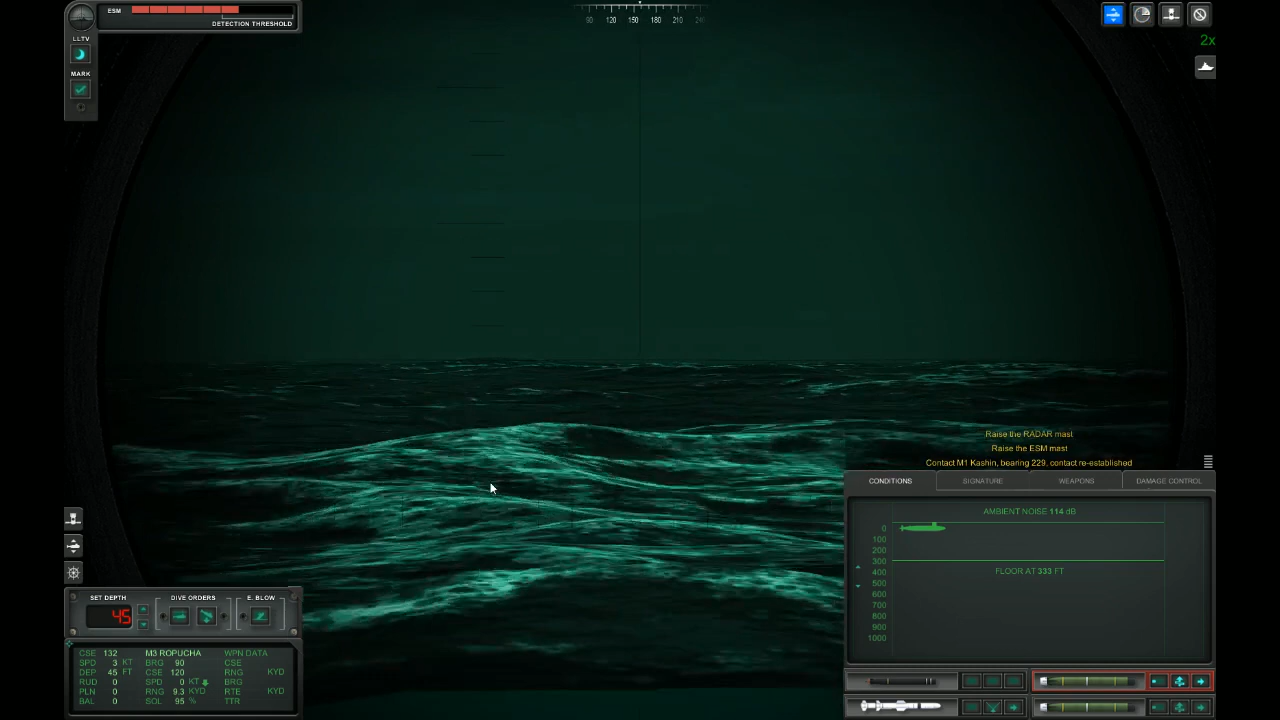 ESM
DETECTION THRESHOLD
90 120 150 180 210 240
2x
LLTV
MARK
Raise the RADAR mast
Raise the ESM mast
Contact M1 Kashin, bearing 229, contact re-established
CONDITIONS SIGNATURE WEAPONS DAMAGE CONTROL
AMBIENT NOISE 114 dB
0
100
200
300
FLOOR AT 333 FT
400
500
600
700
800
900
1000
SET DEPTH DIVE ORDERS E. BLOW
45
CSE 132 M3 ROPUCHA WPN DATA
SPD 3 KT BRG 90 CSE
DEP 45 FT CSE 120 RNG KYD
RUD 0 SPD 0 KT BRG
PLN 0 RNG 9.3 KYD RTE KYD
BAL 0 SOL 95 % TTR